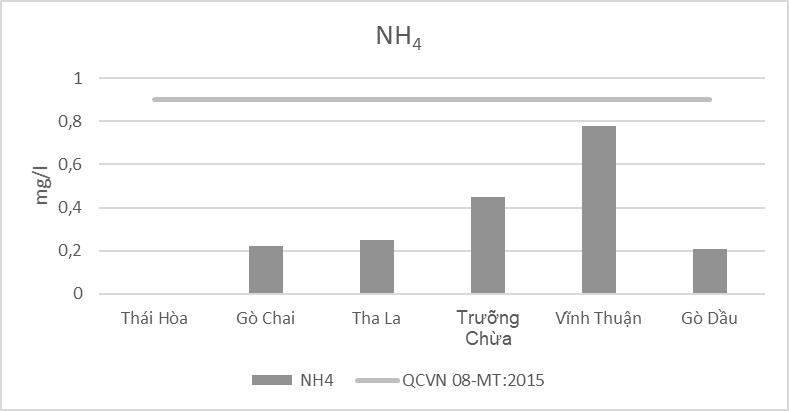 NH4
1
0,8
0,6
0,4
0,2
0
mg/l
Thái Hòa
Gò Chai
Tha La
Trưỡng
Chừa
Vĩnh Thuận
Gò Dầu
NH4
QCVN 08-MT:2015